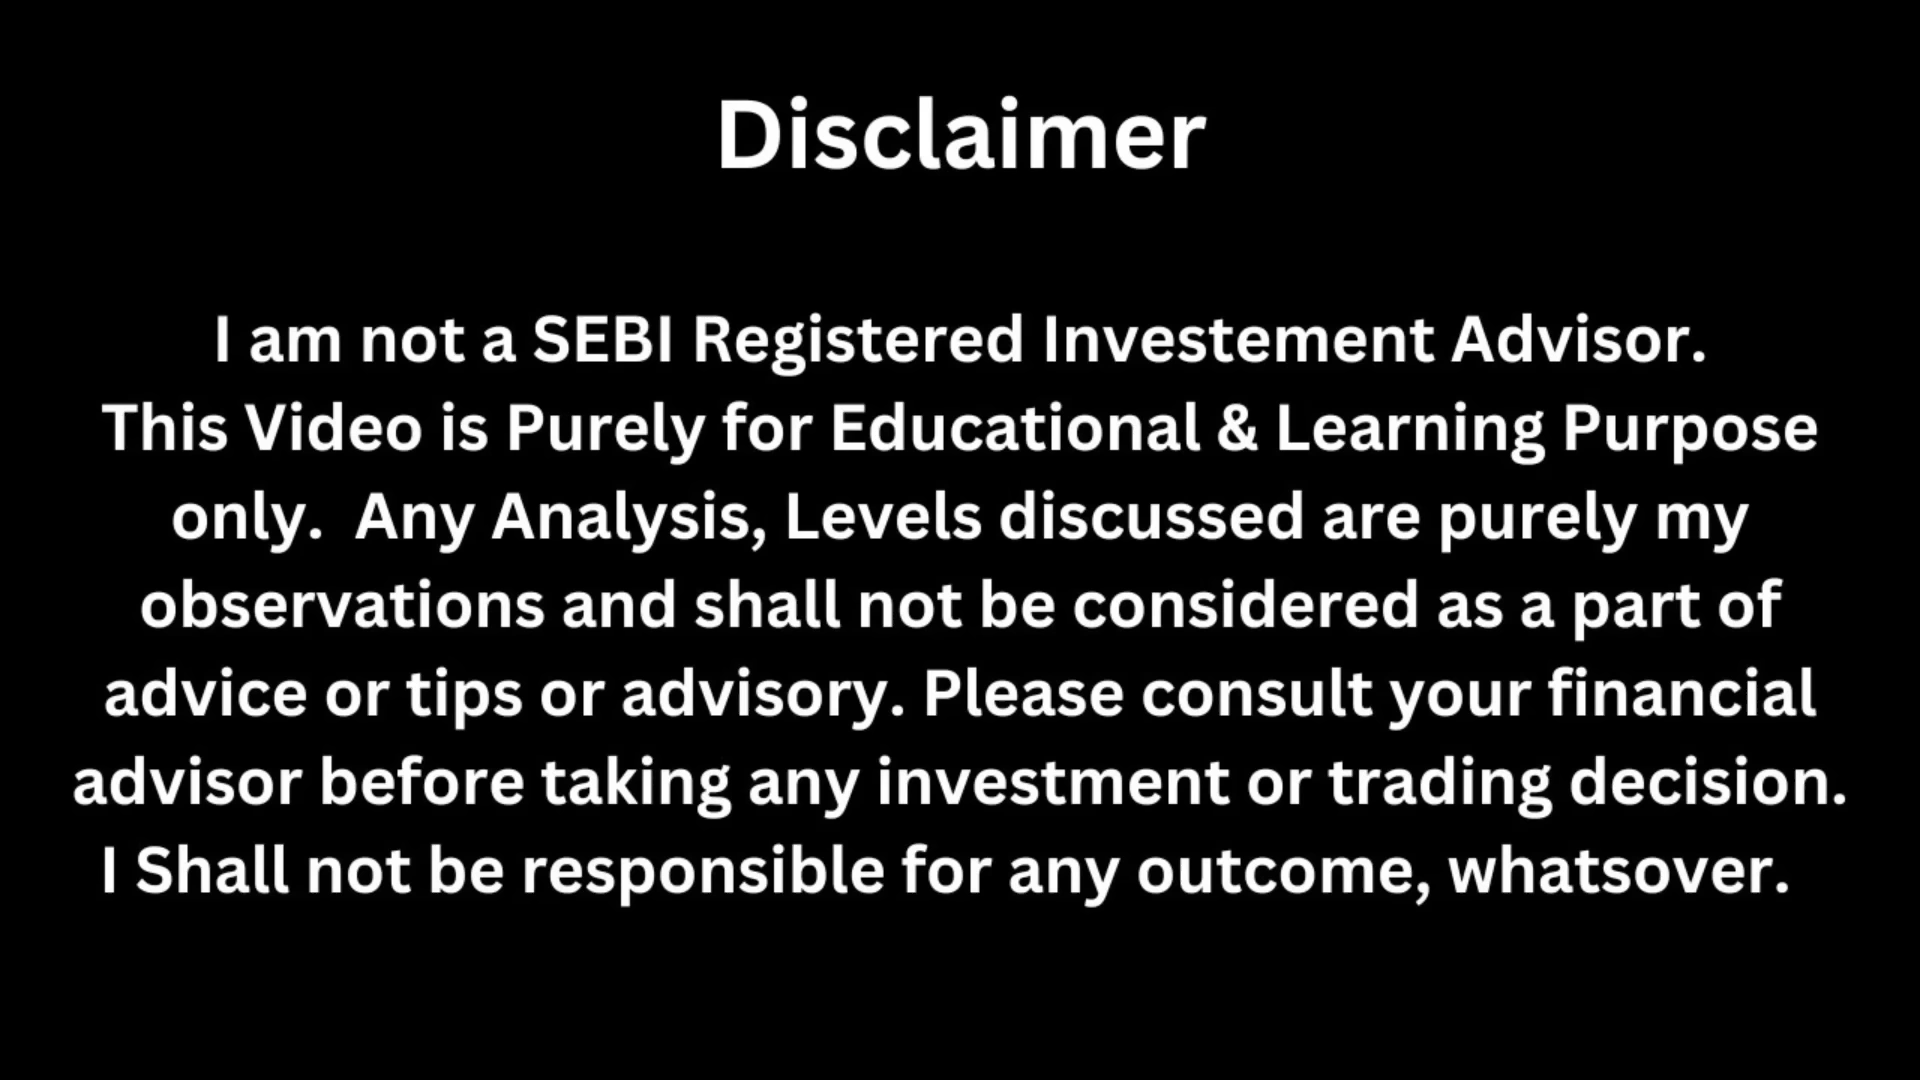 Disclaimer
I am not a SEBI Registered Investement Advisor.
This Video is Purely for Educational & Learning Purpose
only.  Any Analysis, Levels discussed are purely my
observations and shall not be considered as a part of
advice or tips or advisory. Please consult your financial
advisor before taking any investment or trading decision.
I Shall not be responsible for any outcome, whatsover.